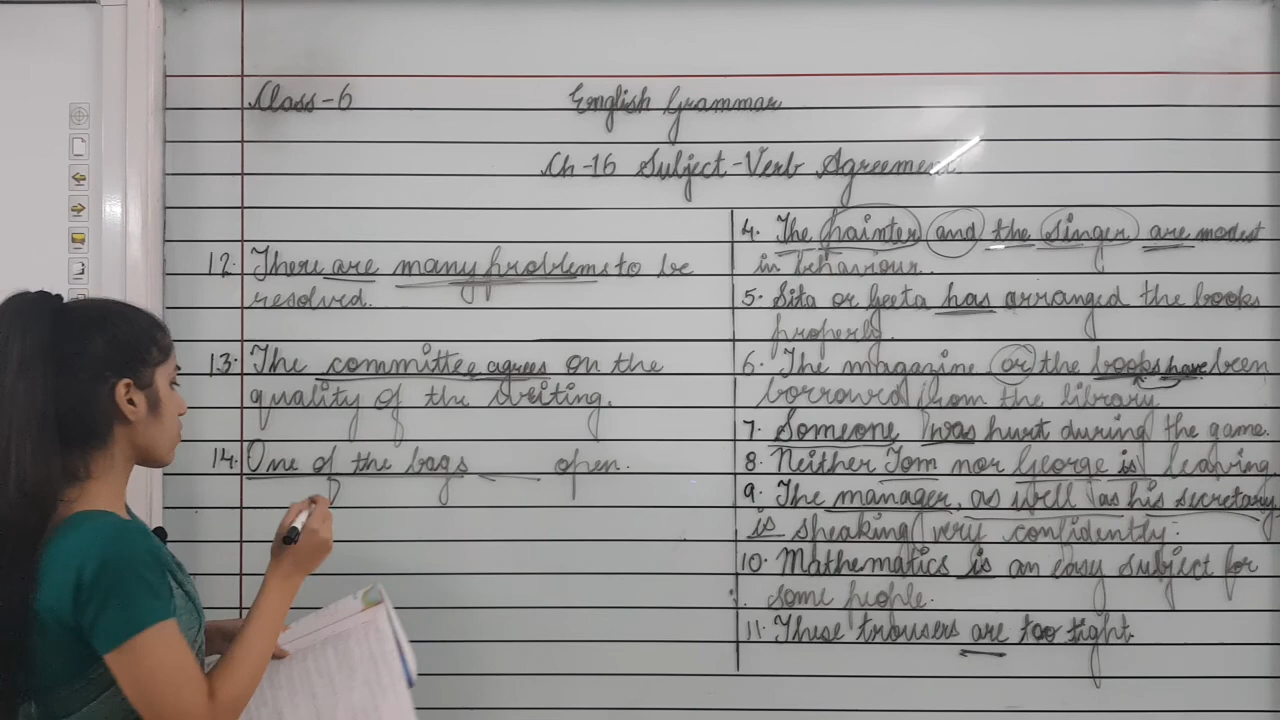 Class-6
English Grammar
Ch-16 Subject-Verb Agreement
12. There are many problems to be
resolved.
13. The committee agrees on the
quality of the writing.
14. One of the bags ___ open.
4. The painter and the singer are modest
in behaviour.
5. Sita or Geeta has arranged the books
properly.
6. The magazine or the books have been
borrowed from the library.
7. Someone was hurt during the game.
8. Neither Tom nor George is leaving.
9. The manager, as well as his secretary,
is speaking very confidently.
10. Mathematics is an easy subject for
some people.
11. These trousers are too tight.